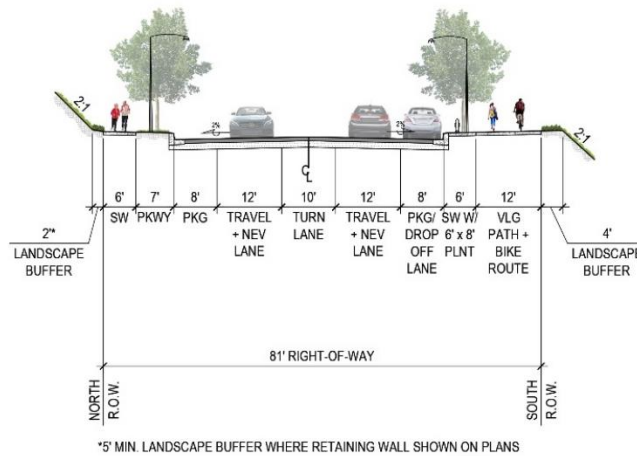 2:1
2%
2%
2:1
CL
6'
7'
8'
12'
10'
12'
8'
6'
12'
SW
PKWY
PKG
TRAVEL
+ NEV
LANE
TURN
LANE
TRAVEL
+ NEV
LANE
PKG/
DROP
OFF
LANE
SW W/
6' x 8'
PLNT
VLG
PATH +
BIKE
ROUTE
2'*
LANDSCAPE
BUFFER
4'
LANDSCAPE
BUFFER
81' RIGHT-OF-WAY
NORTH
R.O.W.
SOUTH
R.O.W.
*5' MIN. LANDSCAPE BUFFER WHERE RETAINING WALL SHOWN ON PLANS